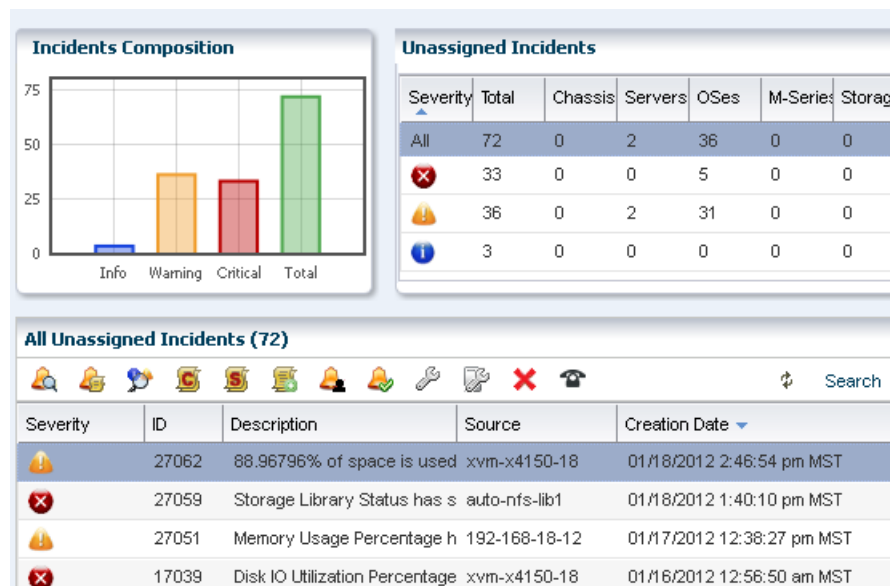 Incidents Composition
75
50
25
0
Info Warning Critical Total
Unassigned Incidents
Severity Total Chassis Servers OSes M-Series Storag
All 72 0 2 36 0 0
33 0 0 5 0 0
36 0 2 31 0 0
3 0 0 0 0 0
All Unassigned Incidents (72)
C S Search
Severity ID Description Source Creation Date
27062 88.96796% of space is used xvm-x4150-18 01/18/2012 2:46:54 pm MST
27059 Storage Library Status has s auto-nfs-lib1 01/18/2012 1:40:10 pm MST
27051 Memory Usage Percentage h 192-168-18-12 01/17/2012 12:38:27 pm MST
17039 Disk IO Utilization Percentage xvm-x4150-18 01/16/2012 12:56:50 am MST